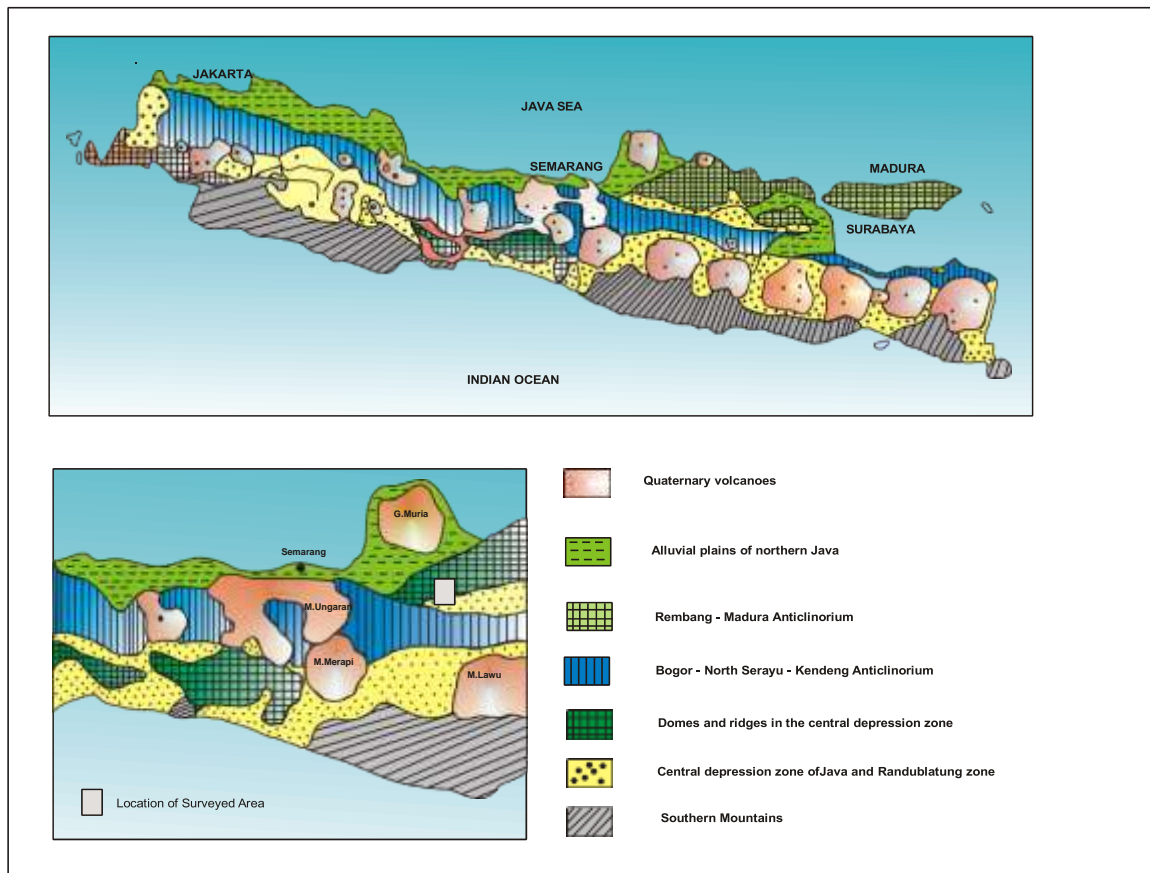 JAKARTA
JAVA SEA
SEMARANG
MADURA
SURABAYA
INDIAN OCEAN
G.Muria
Semarang
M.Ungaran
M.Merapi
M.Lawu
Location of Surveyed Area
Quaternary volcanoes
Alluvial plains of northern Java
Rembang - Madura Anticlinorium
Bogor - North Serayu - Kendeng Anticlinorium
Domes and ridges in the central depression zone
Central depression zone ofJava and Randublatung zone
Southern Mountains